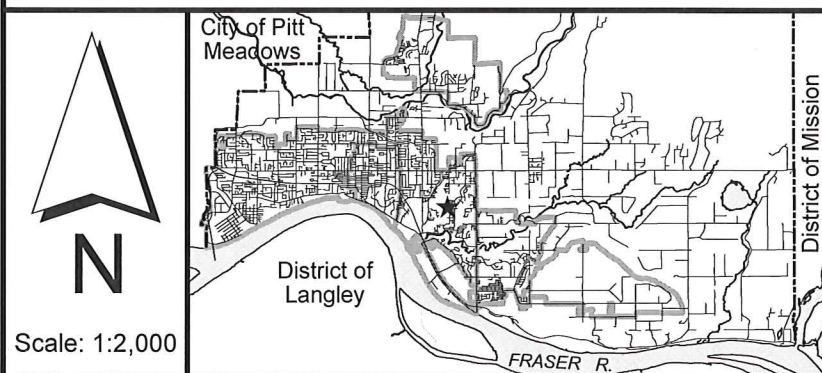 N
Scale: 1:2,000
City of Pitt
Meadows
District of
Langley
FRASER R.
District of Mission